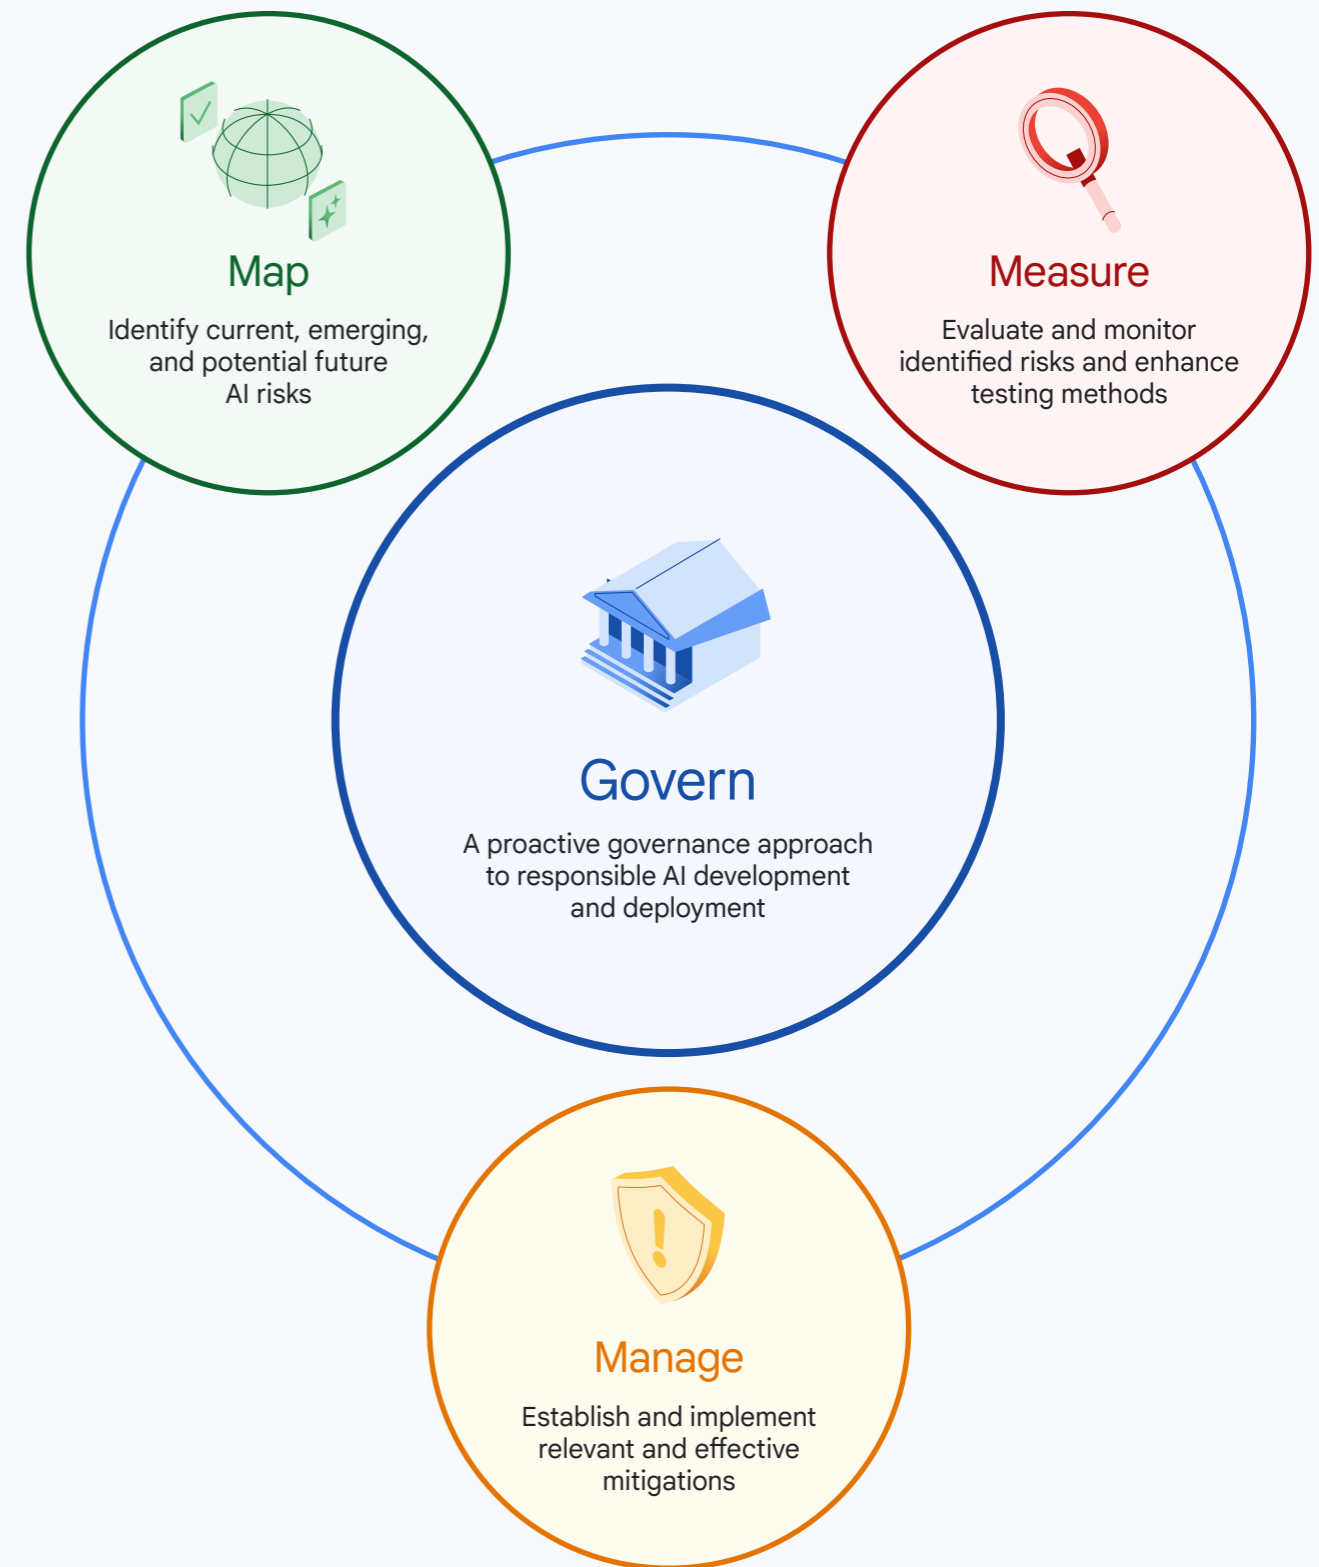 Map
Identify current, emerging,
and potential future
AI risks
Measure
Evaluate and monitor
identified risks and enhance
testing methods
Govern
A proactive governance approach
to responsible AI development
and deployment
Manage
Establish and implement
relevant and effective
mitigations